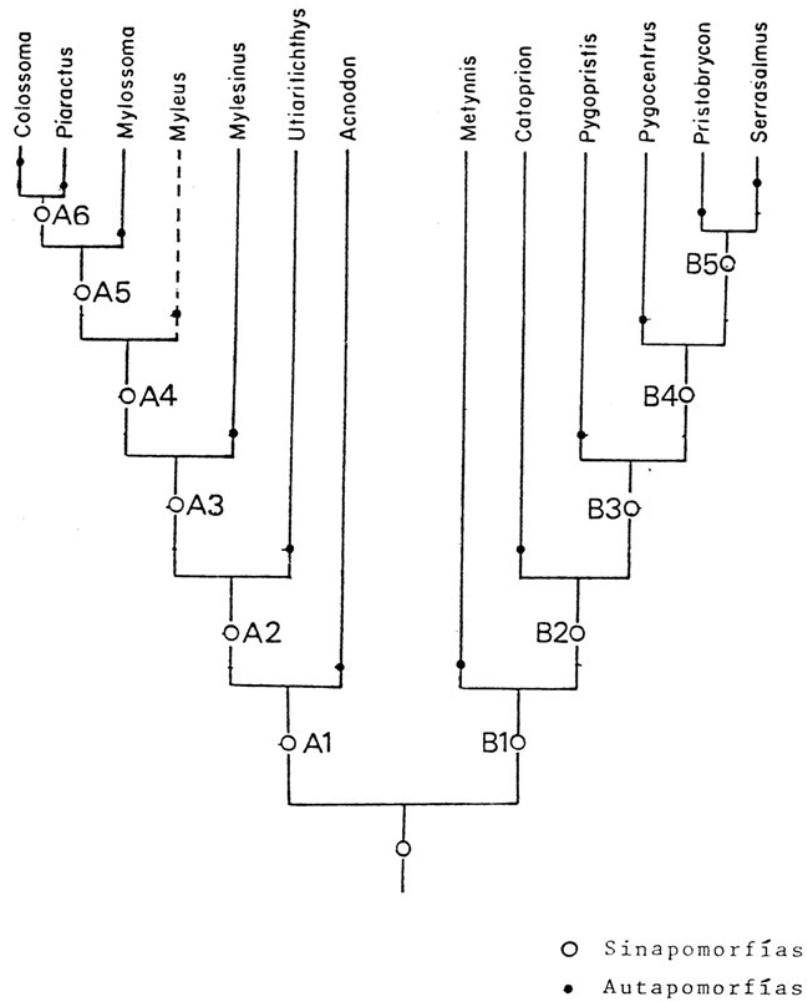 Colossoma
Piaractus
Mylossoma
Myleus
Mylesinus
Utiaritichthys
Acnodon
Metynnis
Catoprion
Pygopristis
Pygocentrus
Pristobrycon
Serrasalmus
A6
A5
B5
A4
B4
A3
B3
A2
B2
A1
B1
Sinapomorfías
Autapomorfías